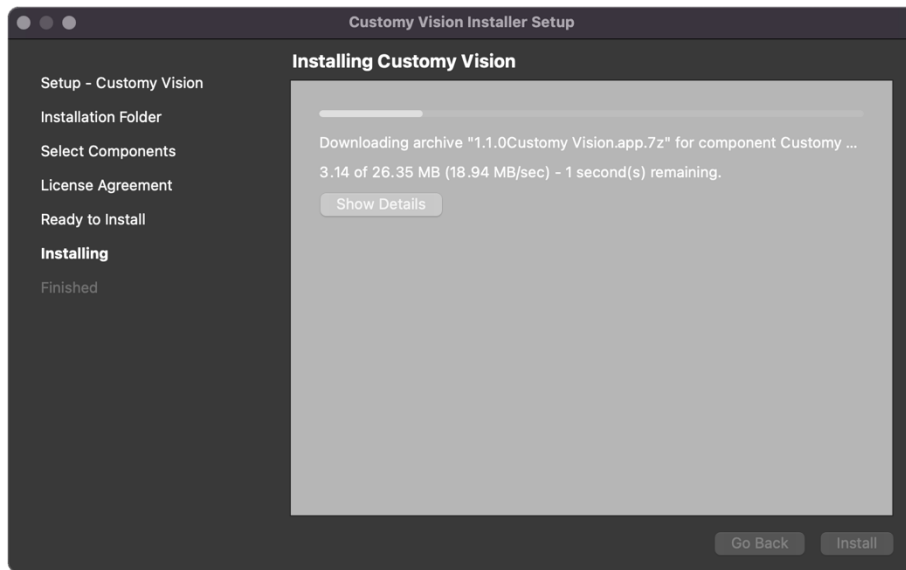 Customy Vision Installer Setup
Setup - Customy Vision
Installation Folder
Select Components
License Agreement
Ready to Install
Installing
Finished
Installing Customy Vision
Downloading archive "1.1.0Customy Vision.app.7z" for component Customy ...
3.14 of 26.35 MB (18.94 MB/sec) - 1 second(s) remaining.
Show Details
Go Back
Install